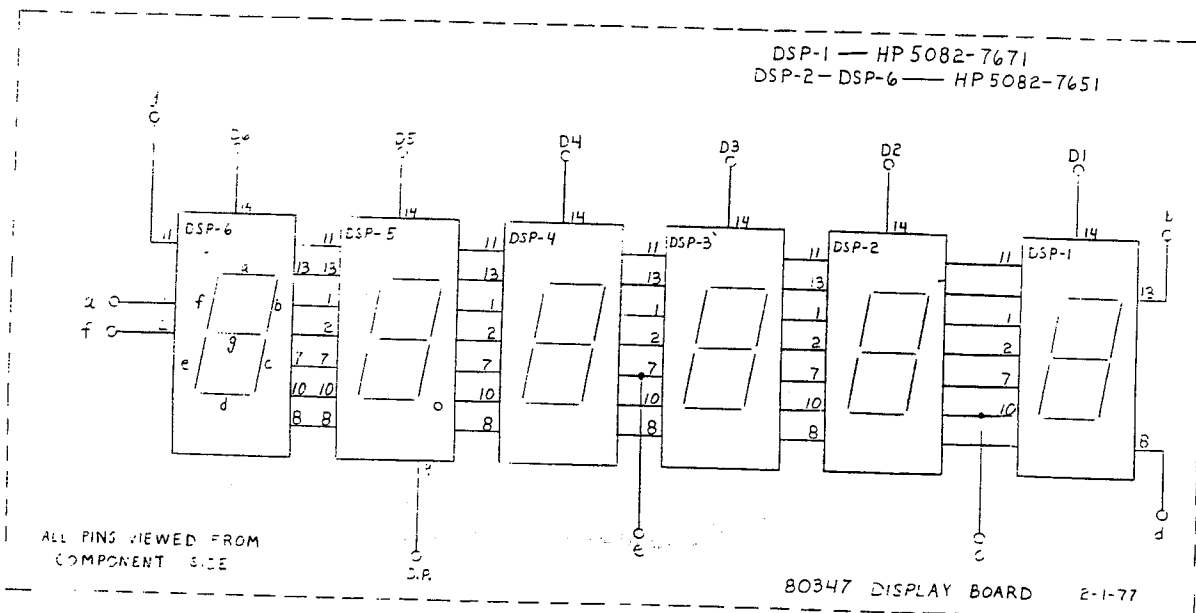 DSP-1 — HP 5082-7671
DSP-2 - DSP-6 — HP 5082-7651
D6 D5 D4 D3 D2 D1
14 14 14 14 14 14
DSP-6 DSP-5 DSP-4 DSP-3 DSP-2 DSP-1
11 11 11 11 11 11
13 13 13 13 13 13
a
f b
g
e c
d
a
f
1 1 1 1 1
2 2 2 2 2
7 7 7 7 7 7
10 10 10 10 10 10
8 8 8 8 8 8
e
c
d
D.P.
ALL PINS VIEWED FROM
COMPONENT SIDE
80347 DISPLAY BOARD 2-1-77